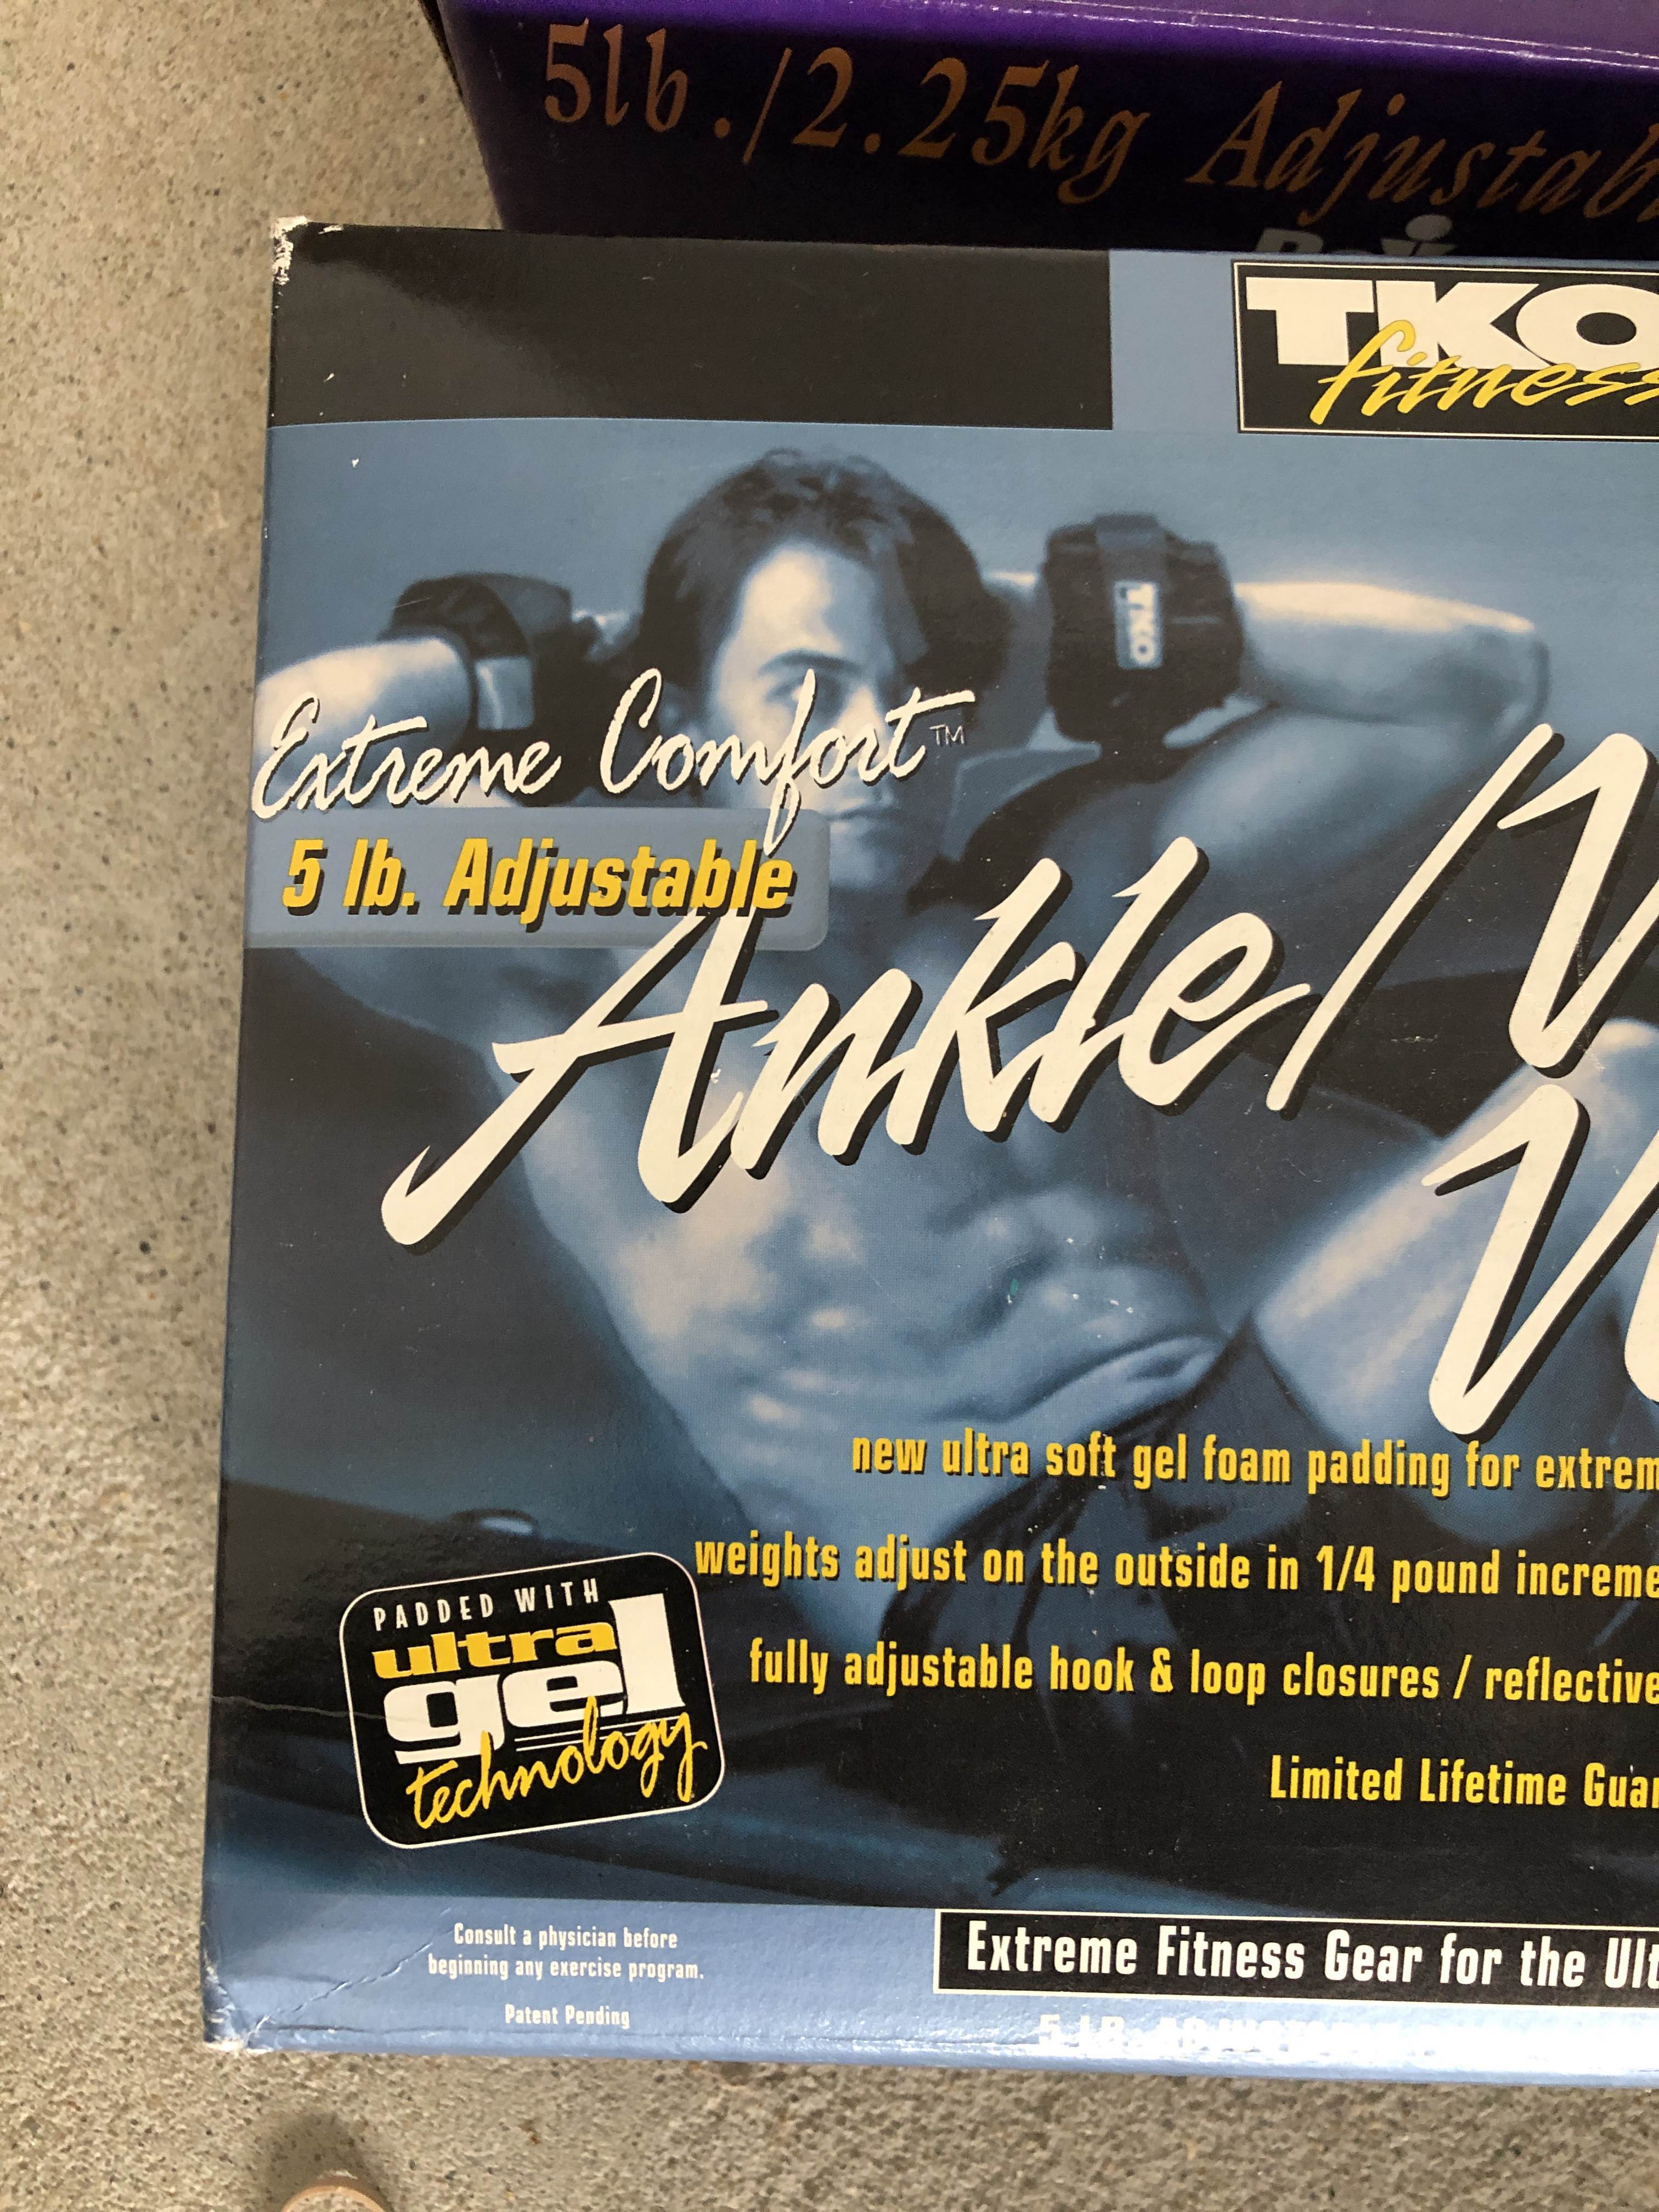 5lb./2.25kg Adjustab
TKO
fitness
TKO
Extreme Comfort™
5 lb. Adjustable
Ankle/W
W
new ultra soft gel foam padding for extrem
weights adjust on the outside in 1/4 pound increme
fully adjustable hook & loop closures / reflective
Limited Lifetime Guar
PADDED WITH
ultra
gel
technology
Consult a physician before
beginning any exercise program.
Patent Pending
Extreme Fitness Gear for the Ult